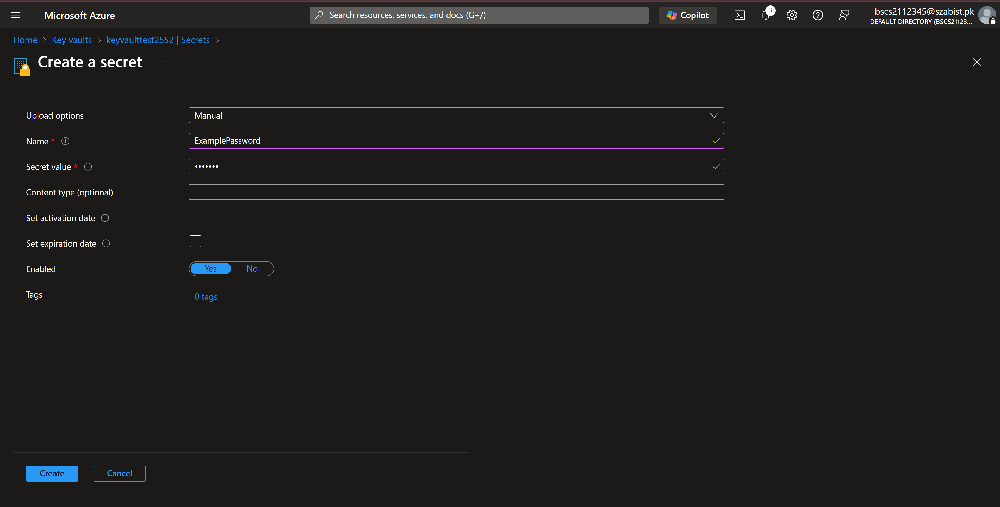 Microsoft Azure
Search resources, services, and docs (G+/)
Copilot
3
bscs2112345@szabist.pk
DEFAULT DIRECTORY (BSCS21123...
Home > Key vaults > keyvaulttest2552 | Secrets >
Create a secret ...
Upload options
Manual
Name *
ExamplePassword
Secret value *
•••••••
Content type (optional)
Set activation date
Set expiration date
Enabled
Yes No
Tags
0 tags
Create
Cancel